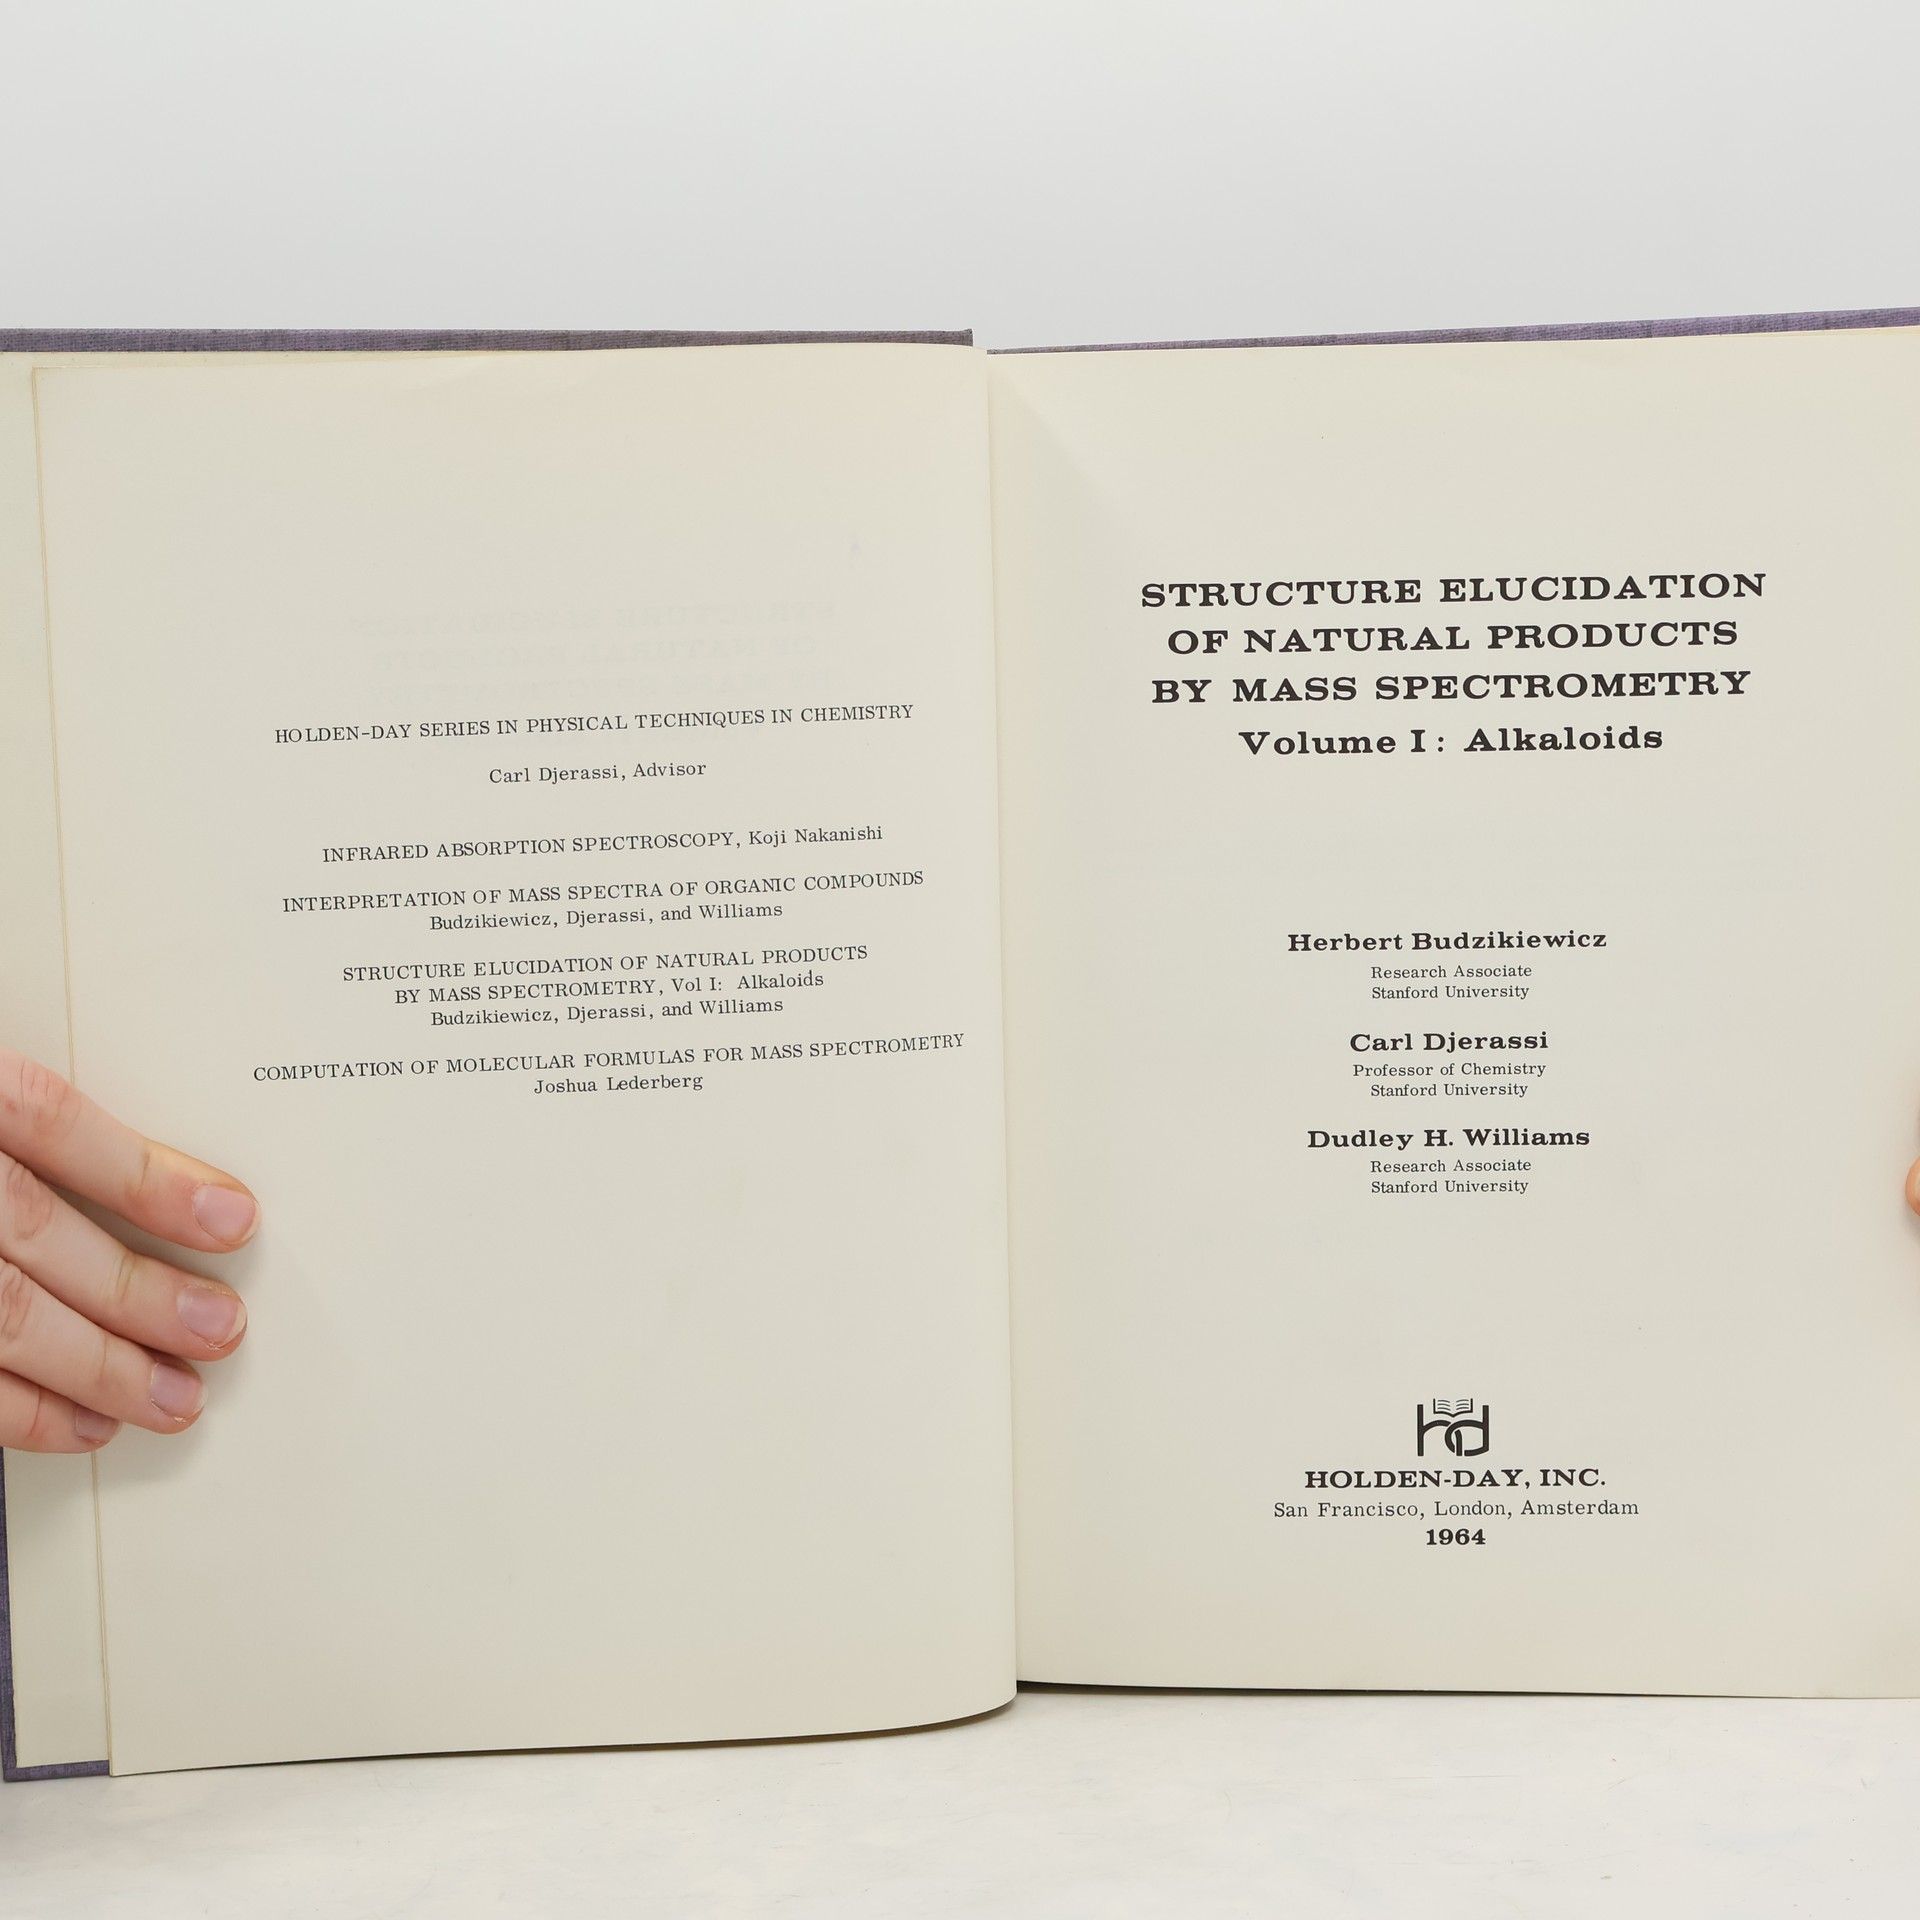 HOLDEN-DAY SERIES IN PHYSICAL TECHNIQUES IN CHEMISTRY
Carl Djerassi, Advisor
INFRARED ABSORPTION SPECTROSCOPY, Koji Nakanishi
INTERPRETATION OF MASS SPECTRA OF ORGANIC COMPOUNDS
Budzikiewicz, Djerassi, and Williams
STRUCTURE ELUCIDATION OF NATURAL PRODUCTS
BY MASS SPECTROMETRY, Vol I: Alkaloids
Budzikiewicz, Djerassi, and Williams
COMPUTATION OF MOLECULAR FORMULAS FOR MASS SPECTROMETRY
Joshua Lederberg
STRUCTURE ELUCIDATION
OF NATURAL PRODUCTS
BY MASS SPECTROMETRY
Volume I: Alkaloids
Herbert Budzikiewicz
Research Associate
Stanford University
Carl Djerassi
Professor of Chemistry
Stanford University
Dudley H. Williams
Research Associate
Stanford University
hd
HOLDEN-DAY, INC.
San Francisco, London, Amsterdam
1964